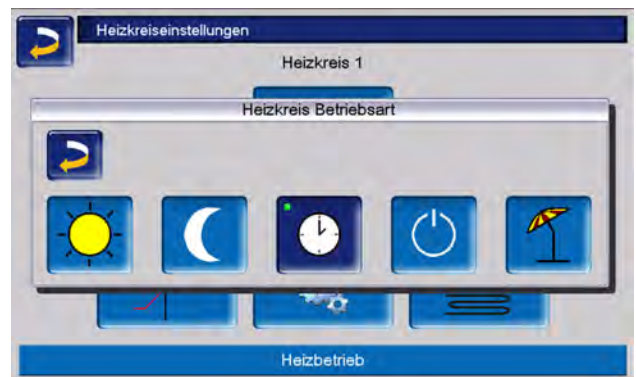 Heizkreiseinstellungen
Heizkreis 1
Heizkreis Betriebsart
Heizbetrieb